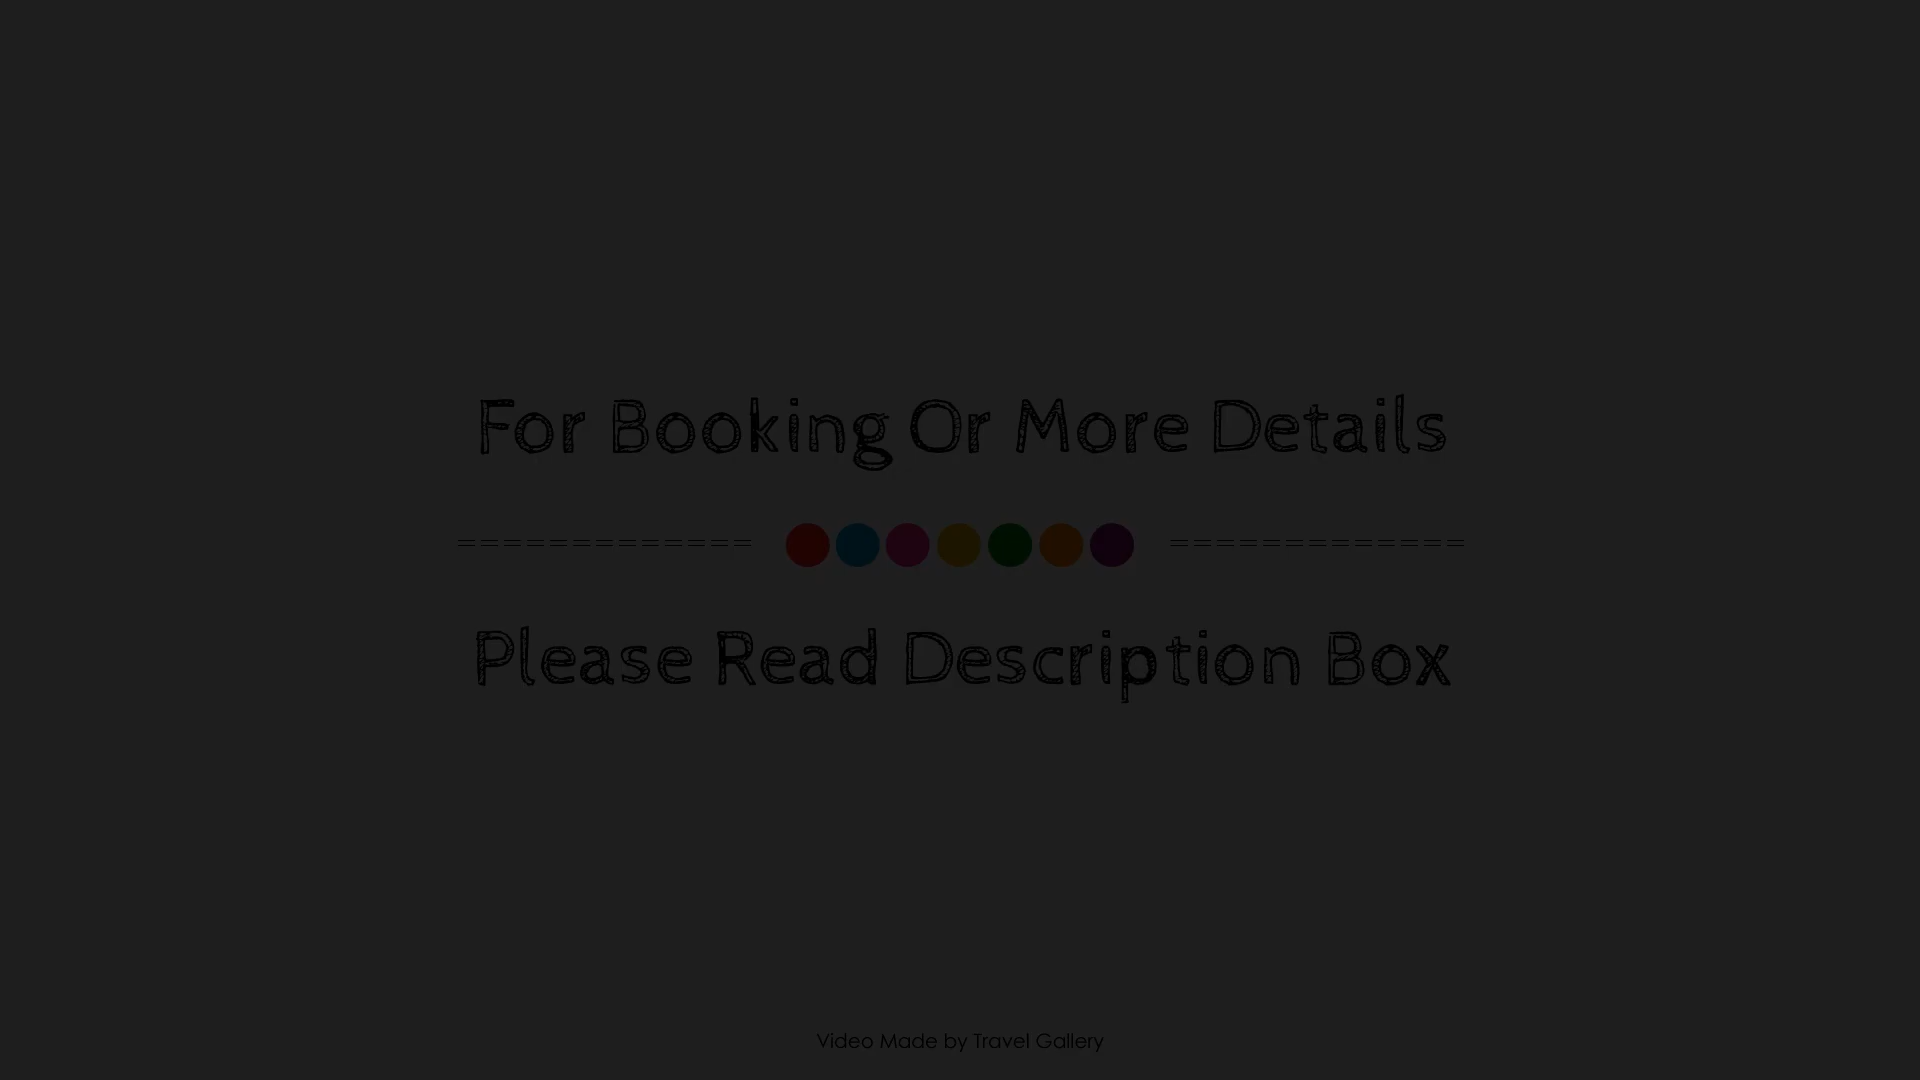 For Booking Or More Details
============= =============
Please Read Description Box
Video Made by Travel Gallery